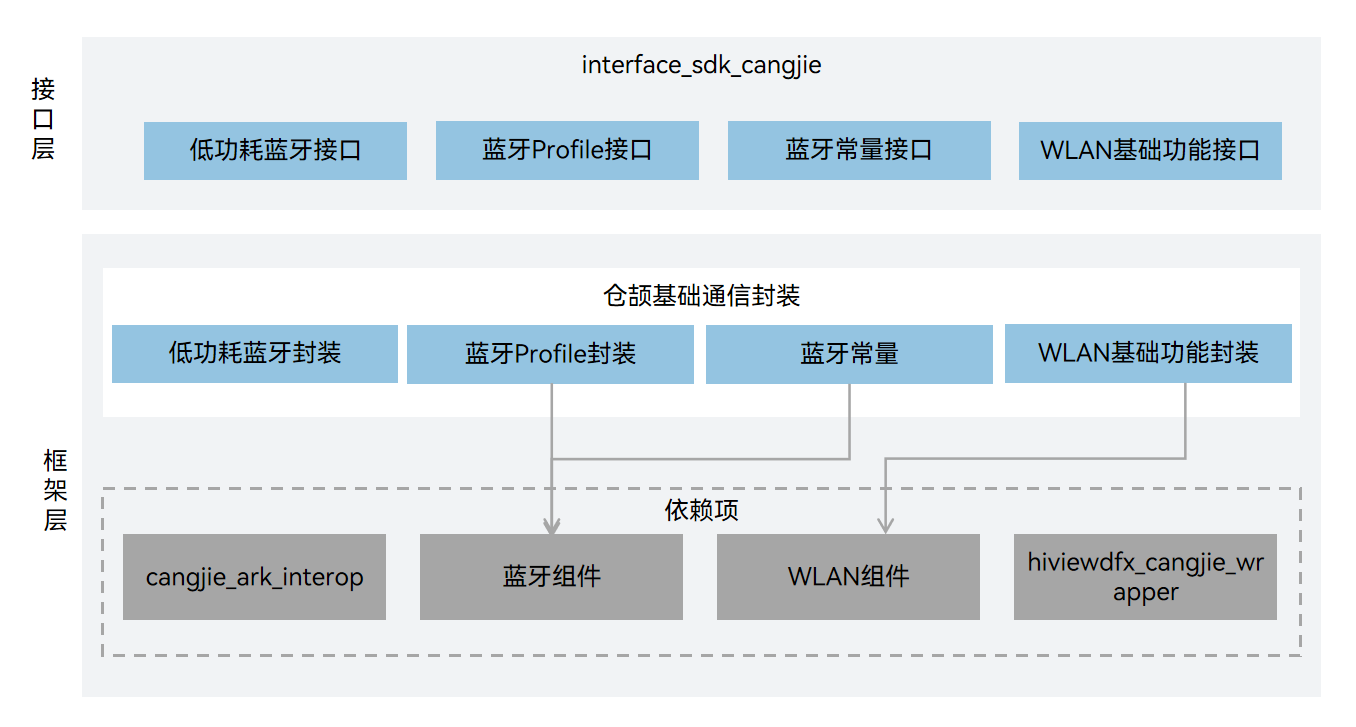 interface_sdk_cangjie
接
口
层
低功耗蓝牙接口
蓝牙Profile接口
蓝牙常量接口
WLAN基础功能接口
仓颉基础通信封装
低功耗蓝牙封装
蓝牙Profile封装
蓝牙常量
WLAN基础功能封装
框
架
层
依赖项
cangjie_ark_interop
蓝牙组件
WLAN组件
hiviewdfx_cangjie_wr
apper